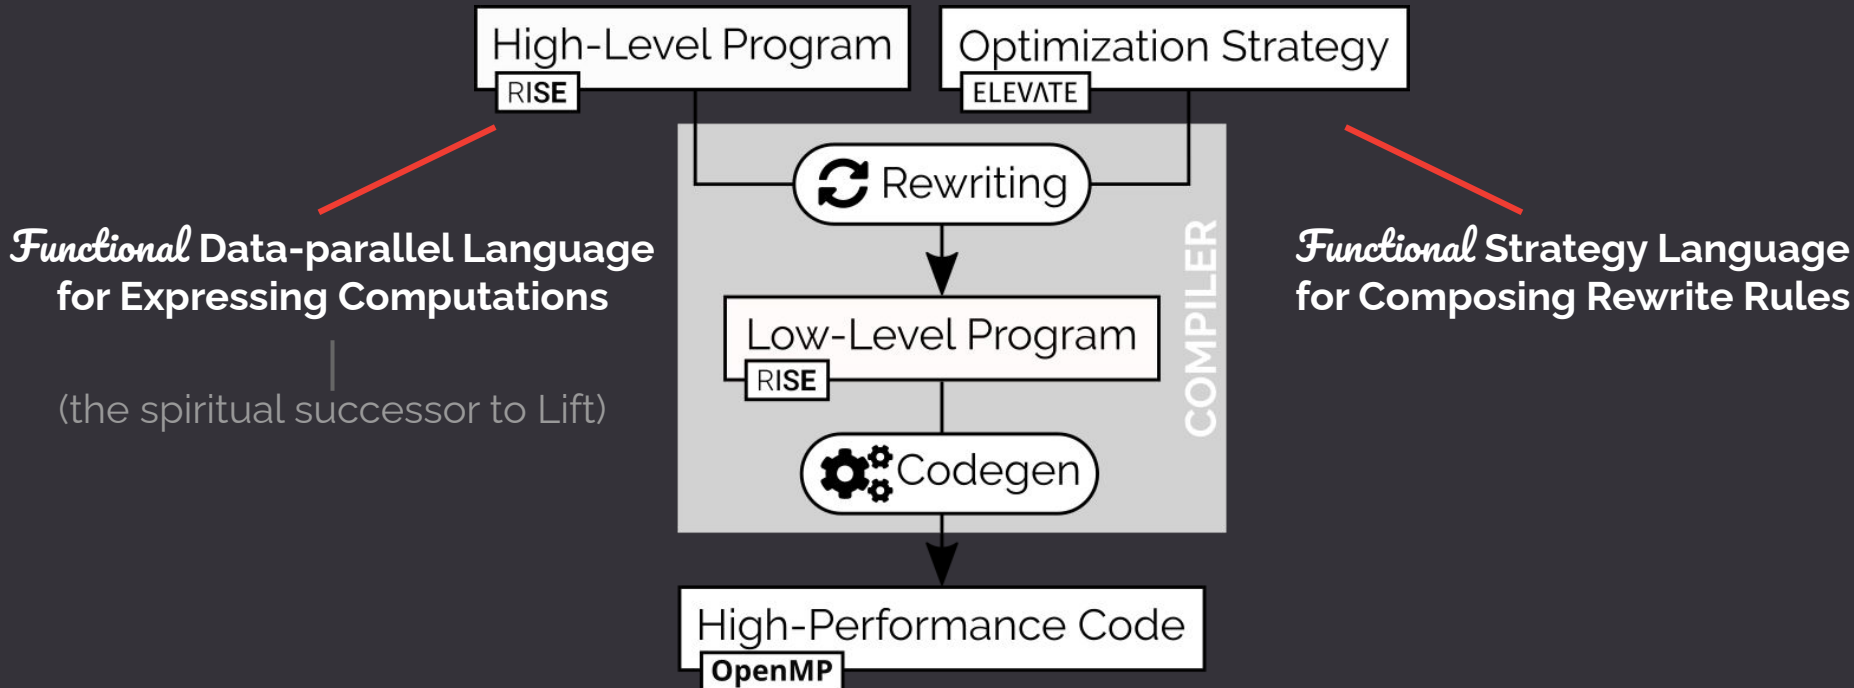 High-Level Program
RISE
Optimization Strategy
ELEVATE
Rewriting
Functional Data-parallel Language
for Expressing Computations
(the spiritual successor to Lift)
Functional Strategy Language
for Composing Rewrite Rules
COMPILER
Low-Level Program
RISE
Codegen
High-Performance Code
OpenMP